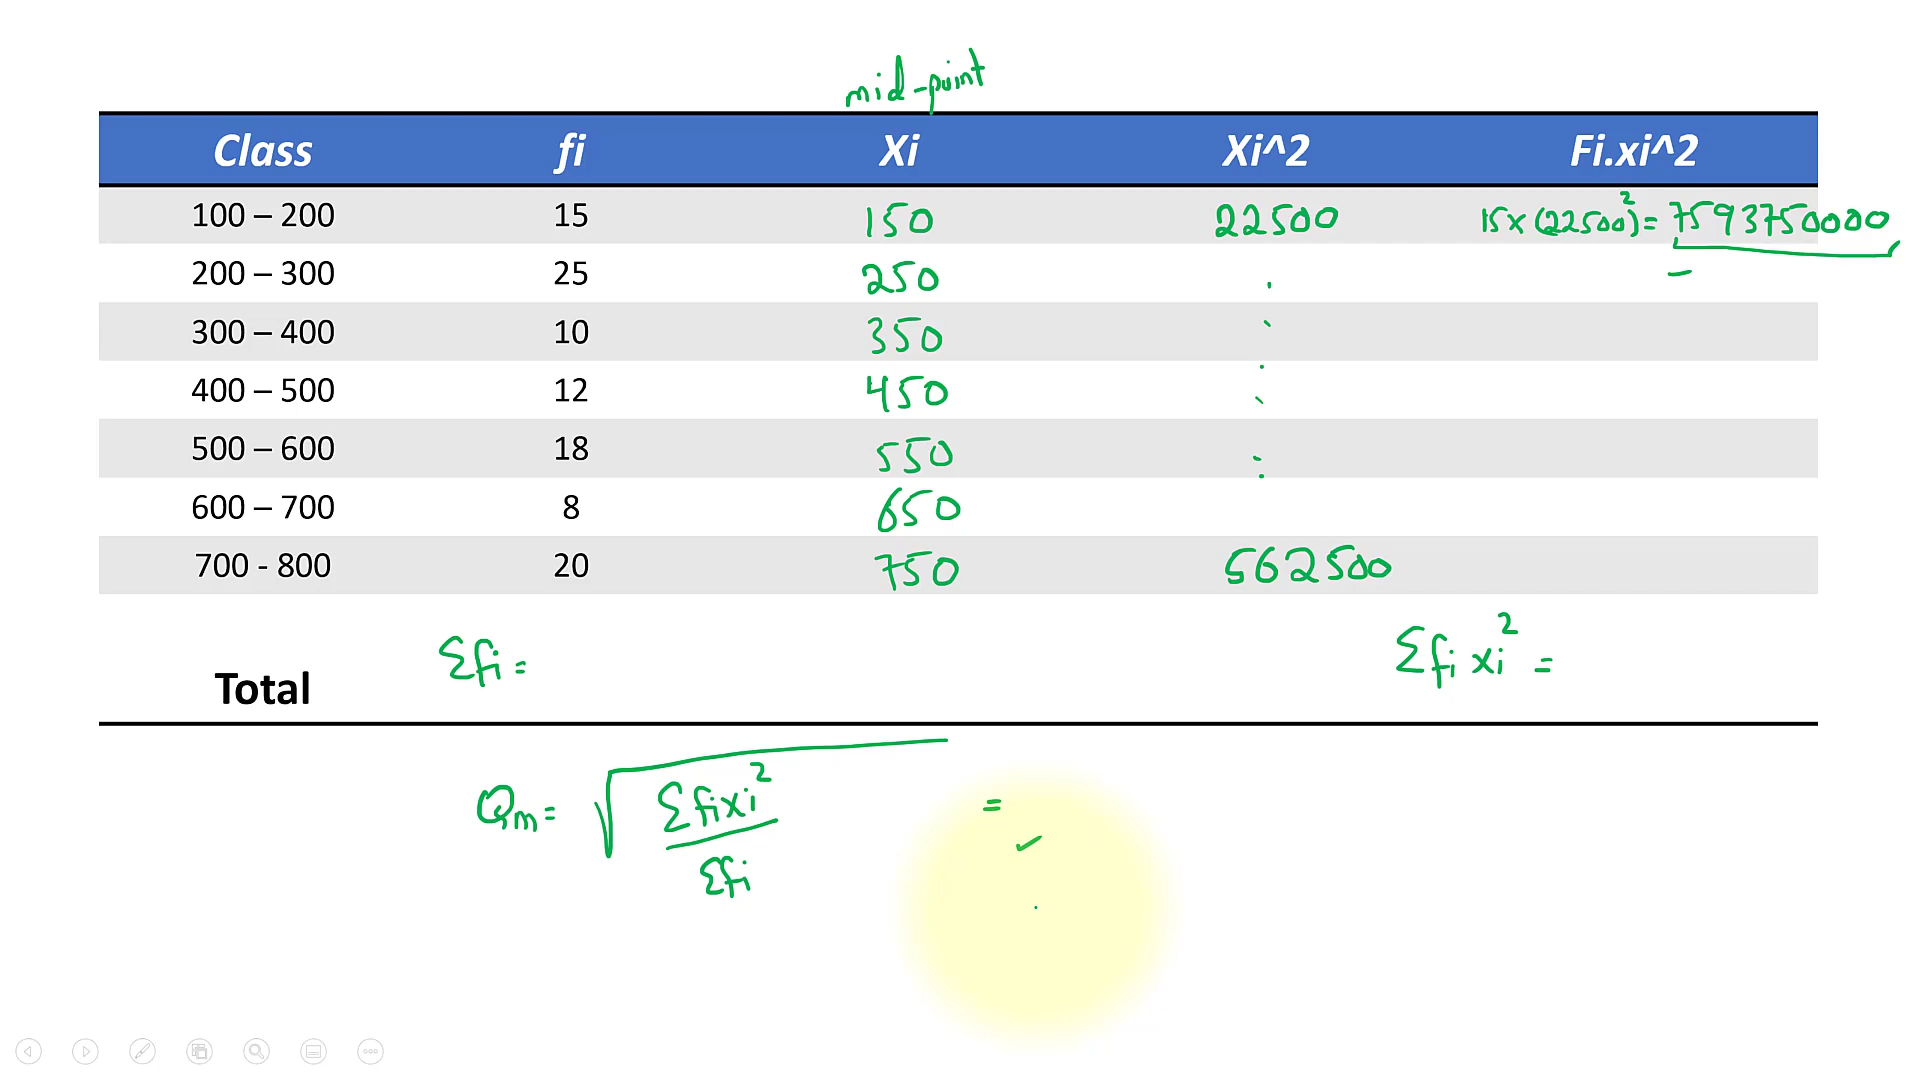 mid-point
Class fi Xi Xi^2 Fi.xi^2
100 – 200 15 150 22500 15×(22500)²= 7593750000
200 – 300 25 250
300 – 400 10 350
400 – 500 12 450
500 – 600 18 550
600 – 700 8 650
700 - 800 20 750 562500
Total Σfi = Σfi xi² =
Qm = √ Σfixi² / Σfi =